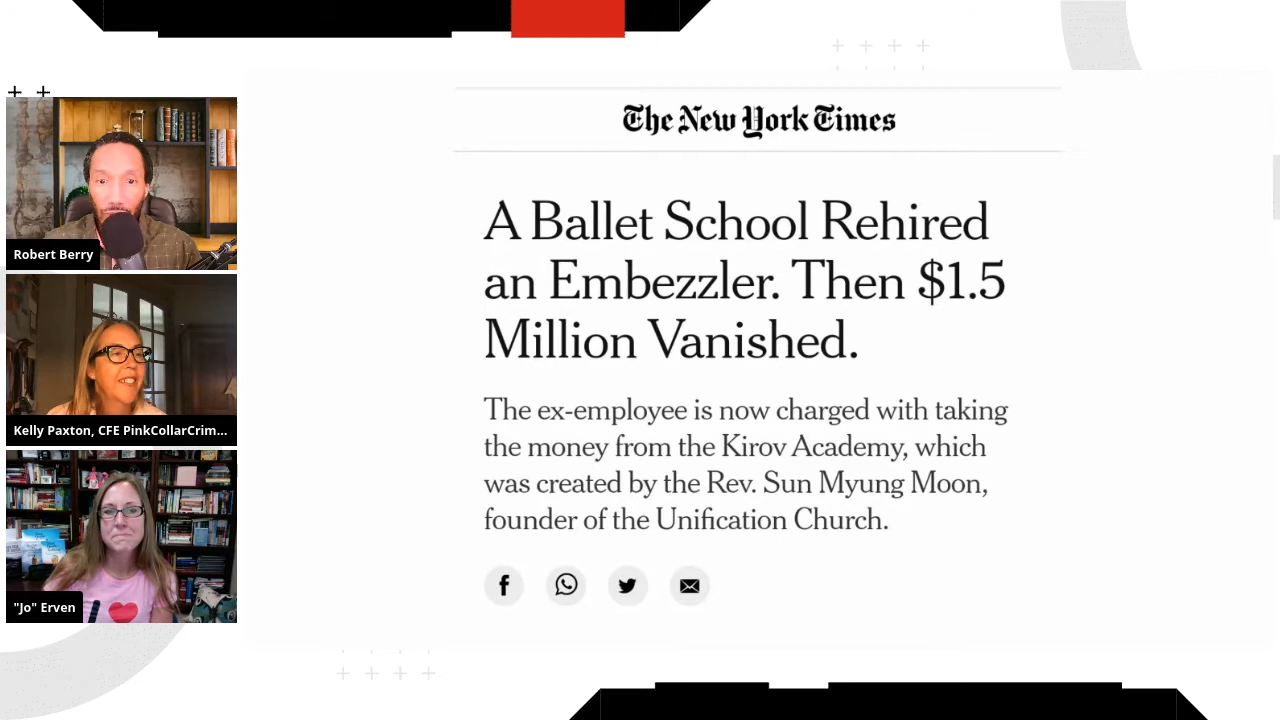 The New York Times
A Ballet School Rehired
an Embezzler. Then $1.5
Million Vanished.
The ex-employee is now charged with taking
the money from the Kirov Academy, which
was created by the Rev. Sun Myung Moon,
founder of the Unification Church.
Robert Berry
Kelly Paxton, CFE PinkCollarCrim...
"Jo" Erven